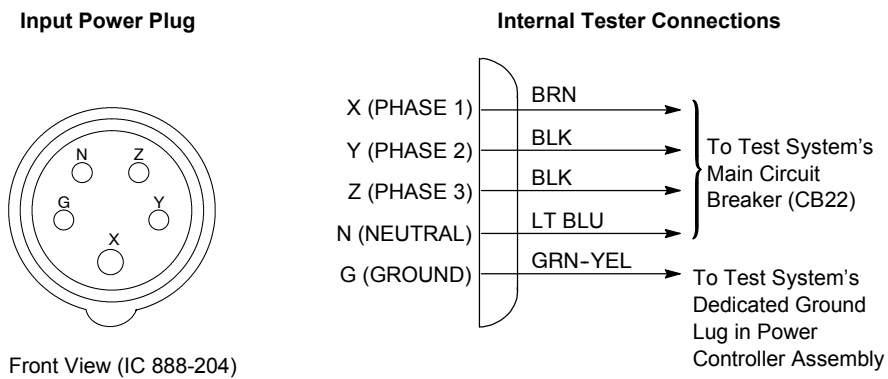 Input Power Plug
N
Z
G
Y
X
Front View (IC 888-204)
Internal Tester Connections
X (PHASE 1)
BRN
Y (PHASE 2)
BLK
Z (PHASE 3)
BLK
N (NEUTRAL)
LT BLU
G (GROUND)
GRN-YEL
To Test System's
Main Circuit
Breaker (CB22)
To Test System's
Dedicated Ground
Lug in Power
Controller Assembly